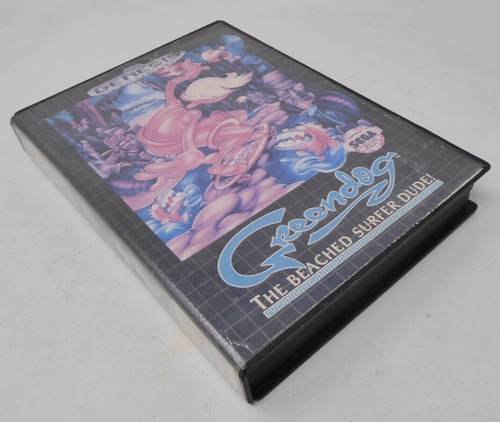 GENESIS
SEGA
Greendog
THE BEACHED SURFER DUDE!